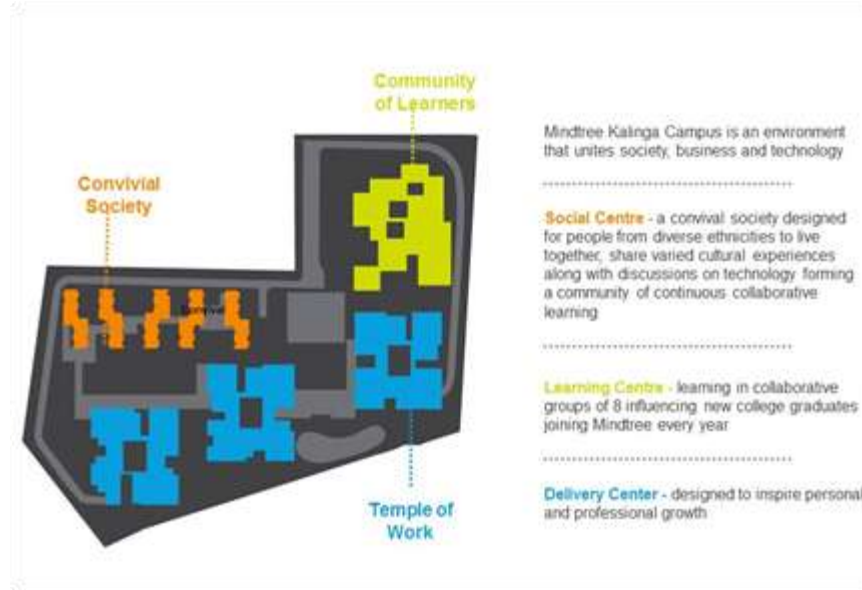 Community
of Learners
Convivial
Society
Temple of
Work
Mindtree Kalinga Campus is an environment
that unites society, business and technology
Social Centre - a convival society designed
for people from diverse ethnicities to live
together, share varied cultural experiences
along with discussions on technology forming
a community of continuous collaborative
learning
Learning Centre - learning in collaborative
groups of 8 influencing new college graduates
joining Mindtree every year
Delivery Center - designed to inspire personal
and professional growth